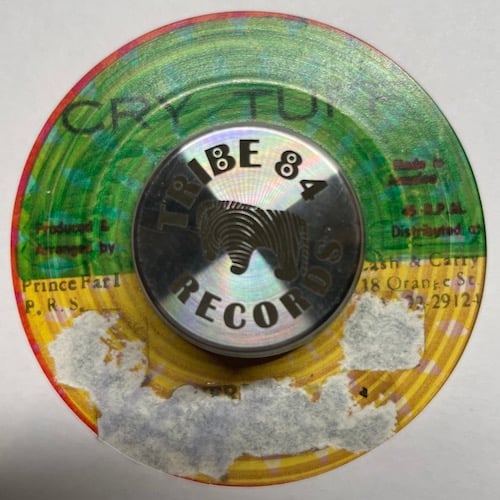 CRY TUFF
TRIBE 84
RECORDS
Produced &
Arranged by
Prince Far I
P. R. S.
Made in
Jamaica
45 R.P.M.
Distributed
Cash & Carry
18 Orange St.